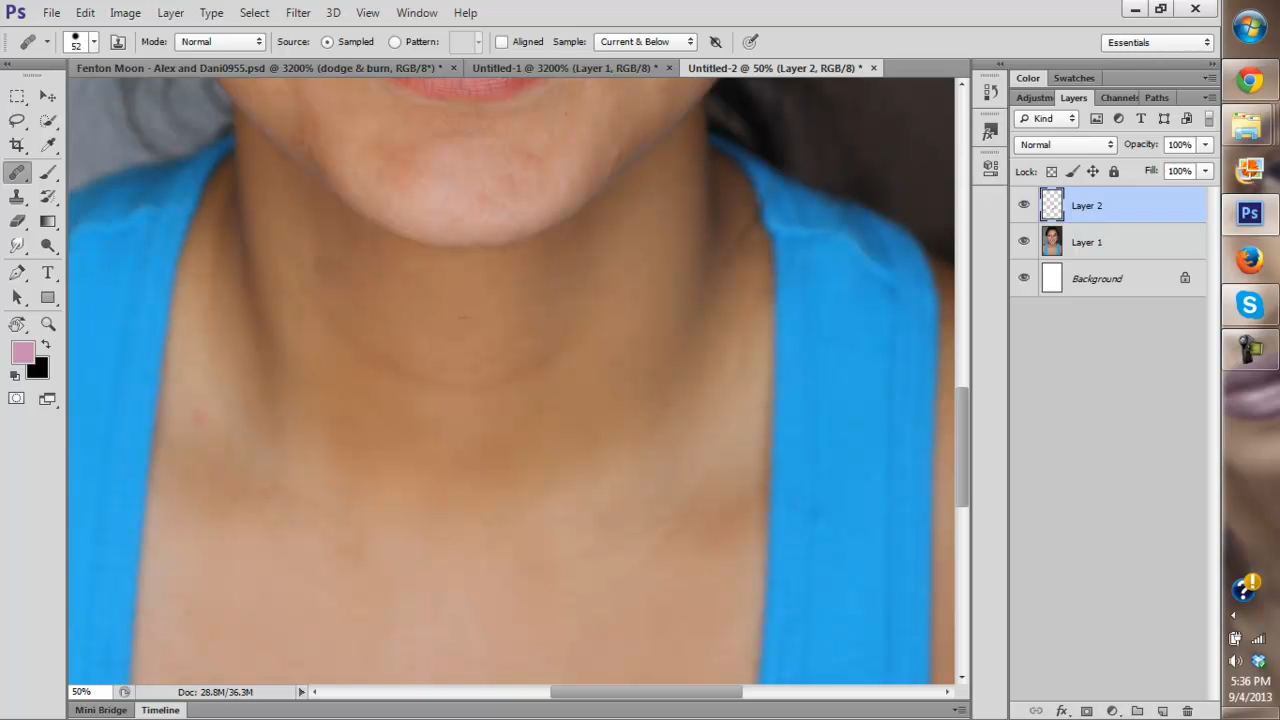 Ps File Edit Image Layer Type Select Filter 3D View Window Help
52 Mode: Normal Source: Sampled Pattern: Aligned Sample: Current & Below Essentials
Fenton Moon - Alex and Dani0955.psd @ 3200% (dodge & burn, RGB/8*) * × Untitled-1 @ 3200% (Layer 1, RGB/8) * × Untitled-2 @ 50% (Layer 2, RGB/8) * ×
Color Swatches
Adjustm Layers Channels Paths
Kind T
Normal Opacity: 100%
Lock: Fill: 100%
Layer 2
Layer 1
Background
T
Ps
S
50% Doc: 28.8M/36.3M
Mini Bridge Timeline
fx
5:36 PM
9/4/2013